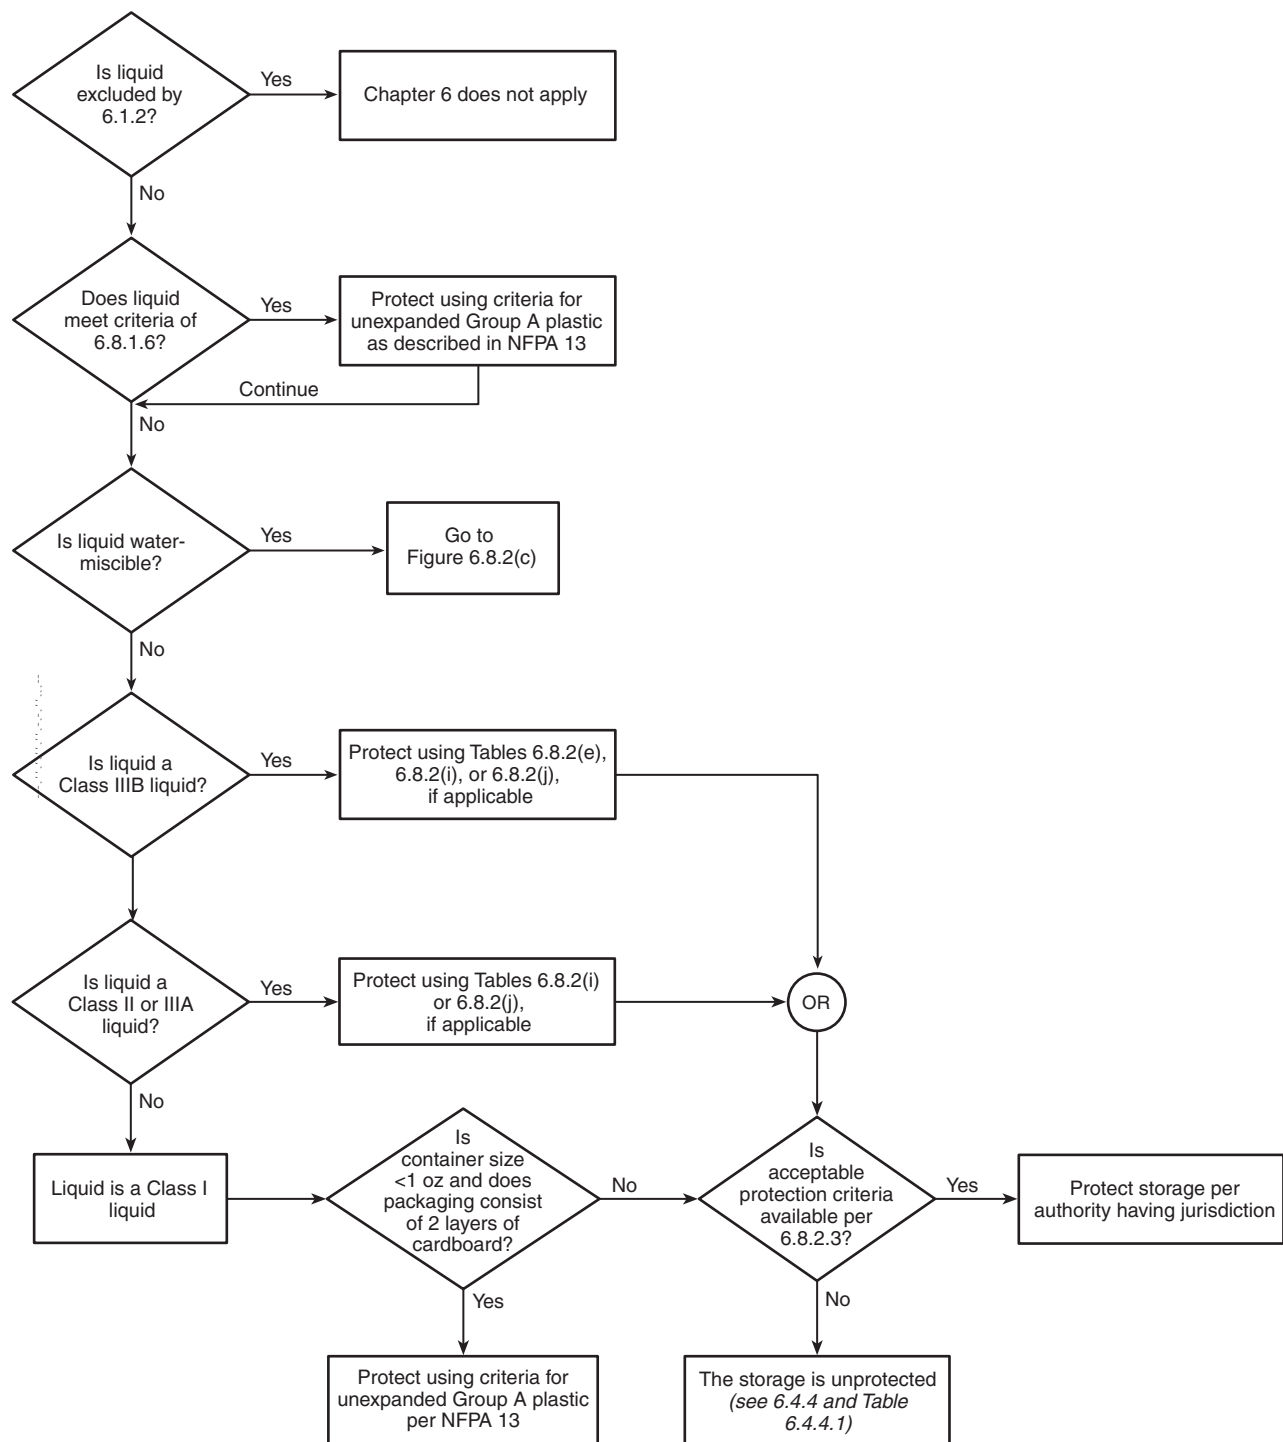 Is liquid
excluded by
6.1.2?
Yes
Chapter 6 does not apply
No
Does liquid
meet criteria of
6.8.1.6?
Yes
Protect using criteria for
unexpanded Group A plastic
as described in NFPA 13
Continue
No
Is liquid water-
miscible?
Yes
Go to
Figure 6.8.2(c)
No
Is liquid a
Class IIIB liquid?
Yes
Protect using Tables 6.8.2(e),
6.8.2(i), or 6.8.2(j),
if applicable
Is liquid a
Class II or IIIA
liquid?
Yes
Protect using Tables 6.8.2(i)
or 6.8.2(j),
if applicable
OR
No
Liquid is a Class I
liquid
Is
container size
<1 oz and does
packaging consist
of 2 layers of
cardboard?
No
Is
acceptable
protection criteria
available per
6.8.2.3?
Yes
Protect storage per
authority having jurisdiction
Yes
No
Protect using criteria for
unexpanded Group A plastic
per NFPA 13
The storage is unprotected
(see 6.4.4 and Table
6.4.4.1)